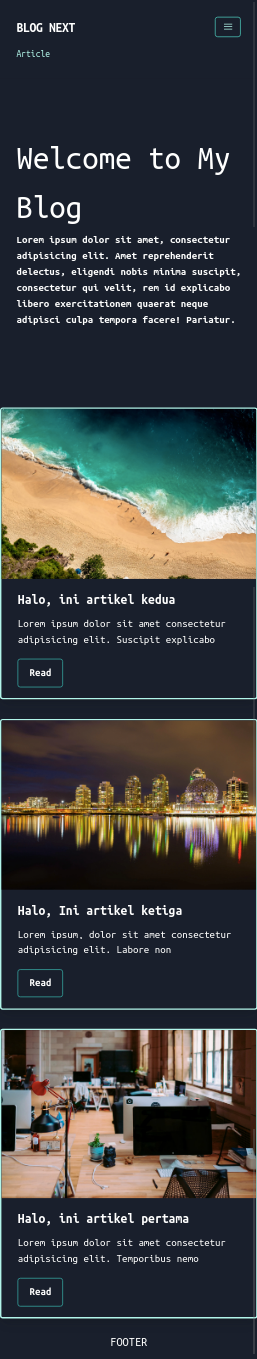 BLOG NEXT
Article
Welcome to My
Blog
Lorem ipsum dolor sit amet, consectetur
adipisicing elit. Amet reprehenderit
delectus, eligendi nobis minima suscipit,
consectetur qui velit, rem id explicabo
libero exercitationem quaerat neque
adipisci culpa tempora facere! Pariatur.
Halo, ini artikel kedua
Lorem ipsum dolor sit amet consectetur
adipisicing elit. Suscipit explicabo
Read
Halo, Ini artikel ketiga
Lorem ipsum, dolor sit amet consectetur
adipisicing elit. Labore non
Read
Halo, ini artikel pertama
Lorem ipsum dolor sit amet consectetur
adipisicing elit. Temporibus nemo
Read
FOOTER